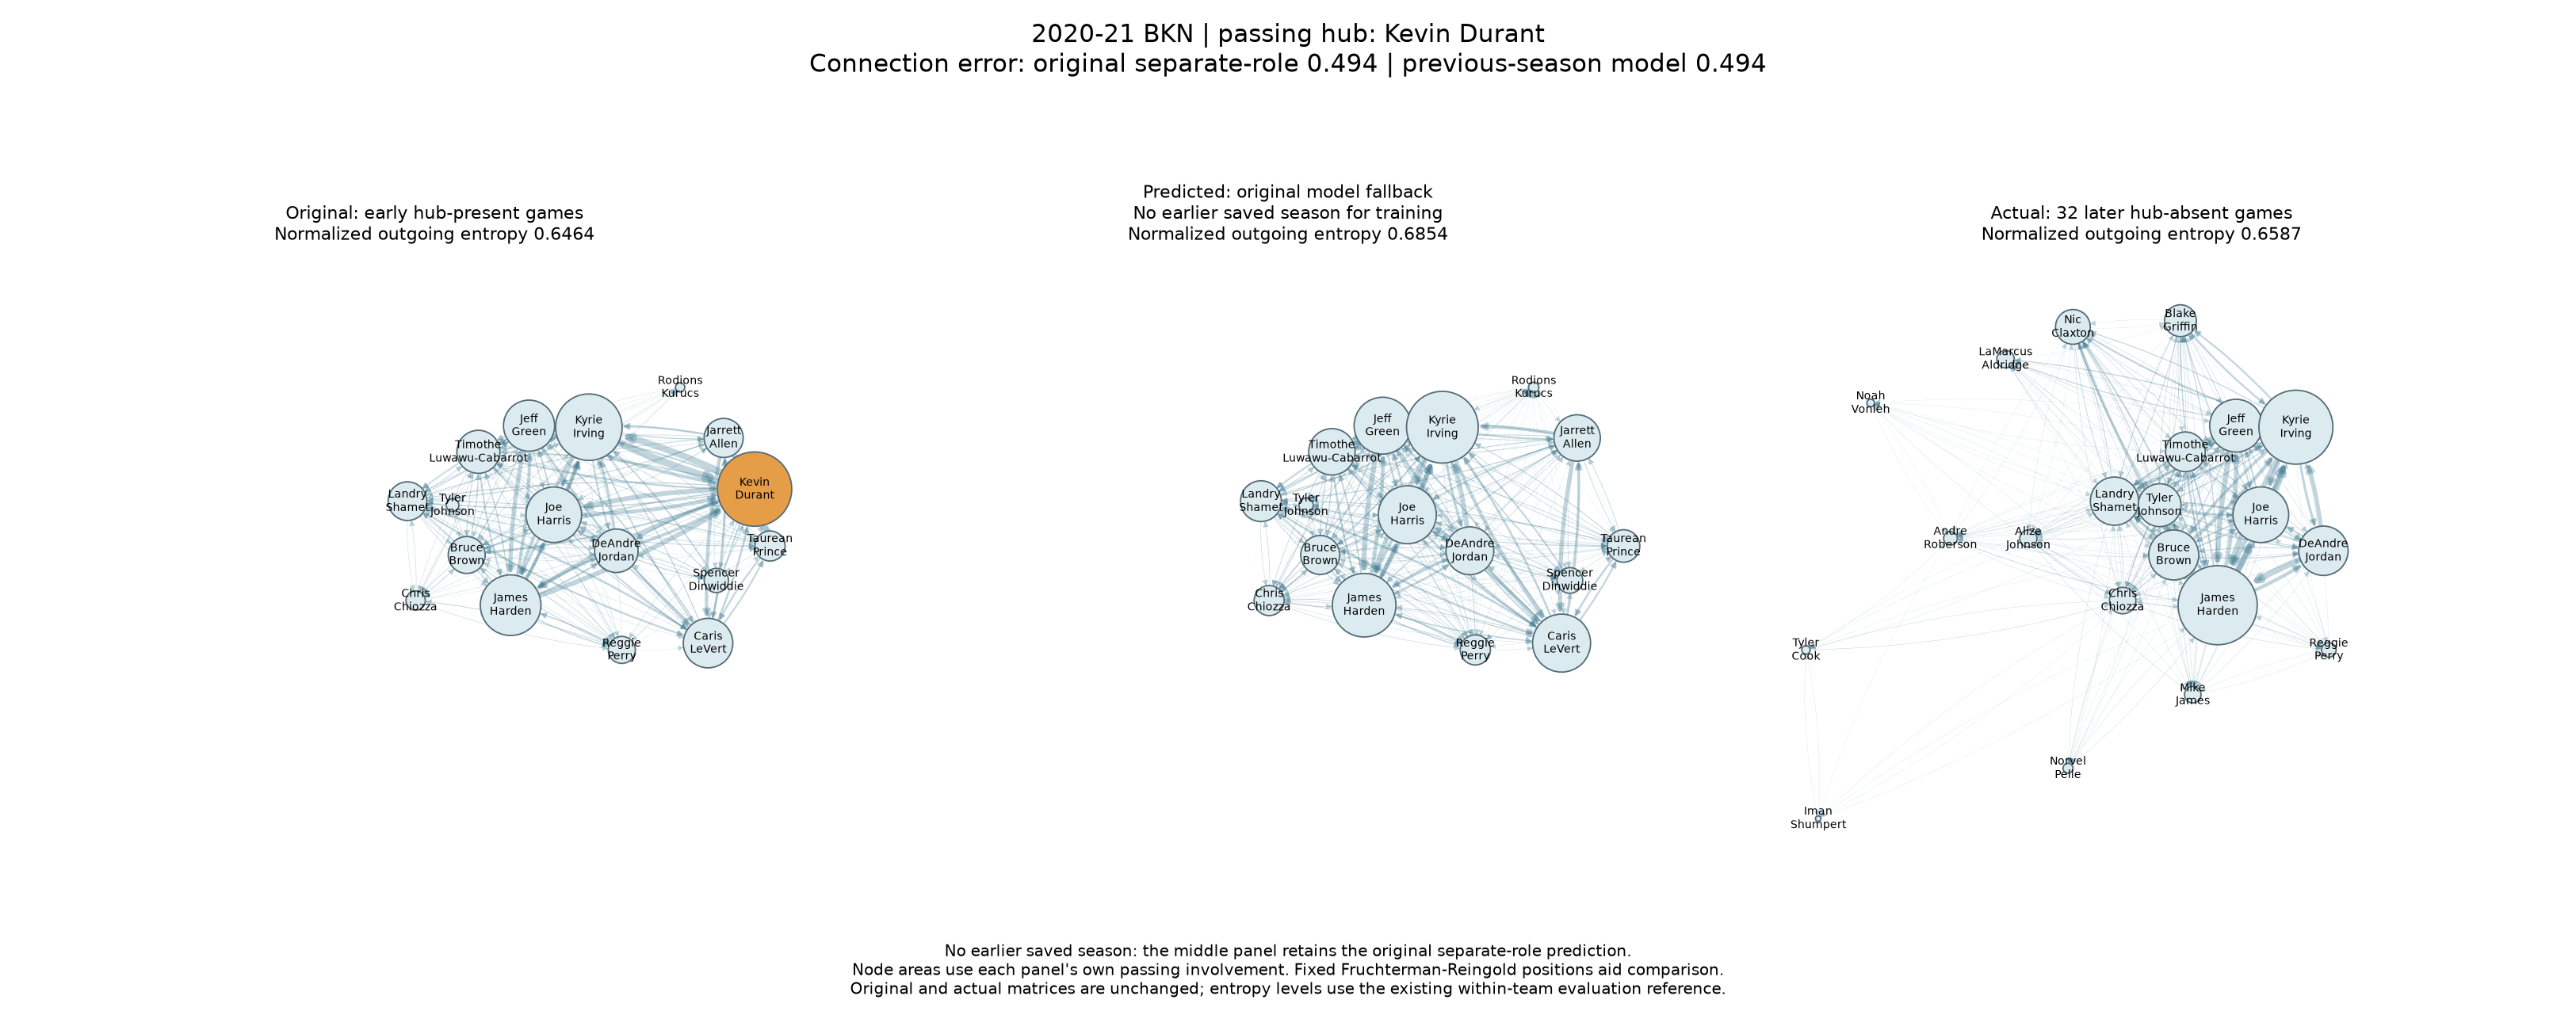 2020-21 BKN | passing hub: Kevin Durant
Connection error: original separate-role 0.494 | previous-season model 0.494
Original: early hub-present games
Normalized outgoing entropy 0.6464
Rodions
Kurucs
Jeff
Green
Kyrie
Irving
Jarrett
Allen
Timothe
Luwawu-Cabarrot
Kevin
Durant
Landry
Shamet
Tyler
Johnson
Joe
Harris
Bruce
Brown
DeAndre
Jordan
Taurean
Prince
Spencer
Dinwiddie
Chris
Chiozza
James
Harden
Reggie
Perry
Caris
LeVert
Predicted: original model fallback
No earlier saved season for training
Normalized outgoing entropy 0.6854
Rodions
Kurucs
Jeff
Green
Kyrie
Irving
Jarrett
Allen
Timothe
Luwawu-Cabarrot
Landry
Shamet
Tyler
Johnson
Joe
Harris
Bruce
Brown
DeAndre
Jordan
Taurean
Prince
Spencer
Dinwiddie
Chris
Chiozza
James
Harden
Reggie
Perry
Caris
LeVert
Actual: 32 later hub-absent games
Normalized outgoing entropy 0.6587
Nic
Claxton
Blake
Griffin
LaMarcus
Aldridge
Noah
Vonleh
Jeff
Green
Kyrie
Irving
Timothe
Luwawu-Cabarrot
Landry
Shamet
Tyler
Johnson
Joe
Harris
Andre
Roberson
Alize
Johnson
Bruce
Brown
DeAndre
Jordan
Chris
Chiozza
James
Harden
Tyler
Cook
Reggie
Perry
Mike
James
Norvel
Pelle
Iman
Shumpert
No earlier saved season: the middle panel retains the original separate-role prediction.
Node areas use each panel's own passing involvement. Fixed Fruchterman-Reingold positions aid comparison.
Original and actual matrices are unchanged; entropy levels use the existing within-team evaluation reference.